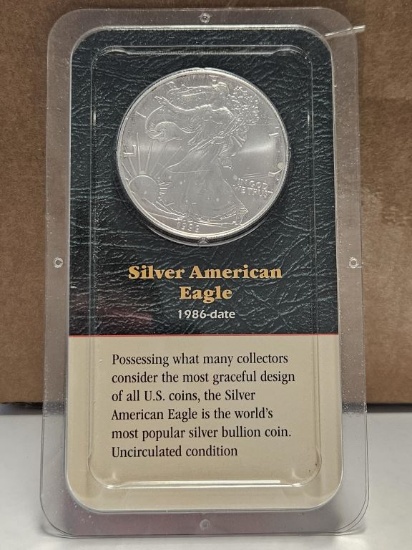 Silver American
Eagle
1986-date
Possessing what many collectors
consider the most graceful design
of all U.S. coins, the Silver
American Eagle is the world's
most popular silver bullion coin.
Uncirculated condition